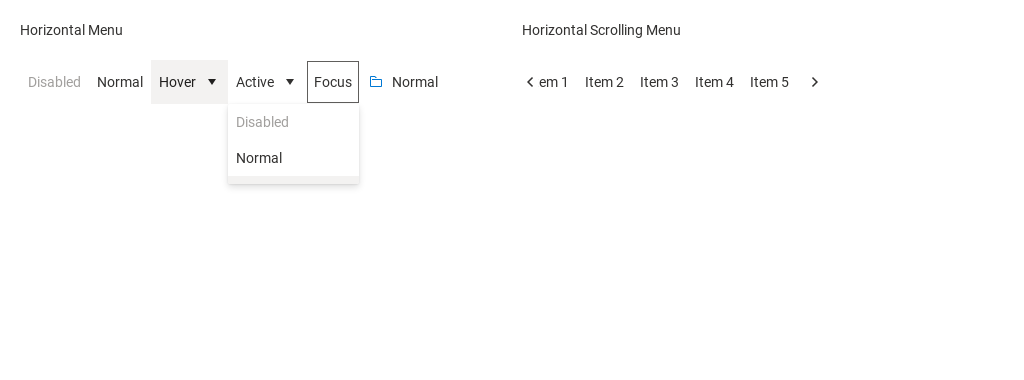 Horizontal Menu
Disabled Normal Hover Active Focus Normal
Disabled
Normal
Horizontal Scrolling Menu
em 1 Item 2 Item 3 Item 4 Item 5